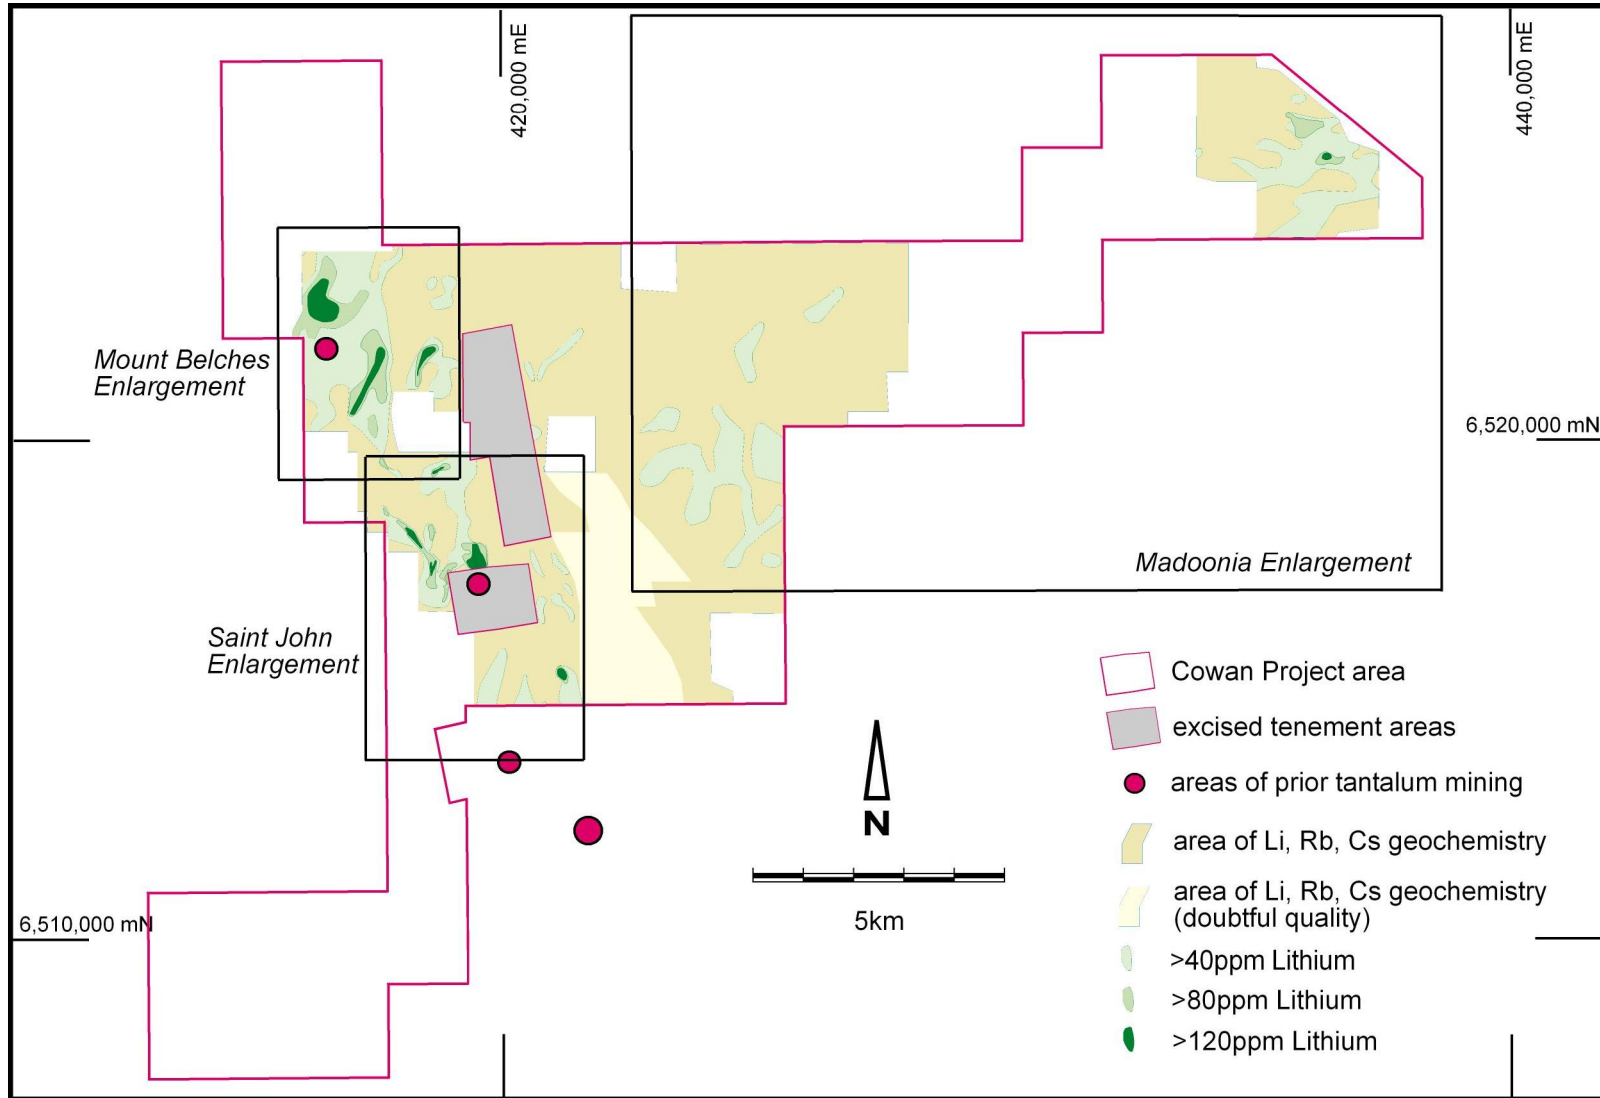 420,000 mE
440,000 mE
Mount Belches
Enlargement
6,520,000 mN
Madoonia Enlargement
Saint John
Enlargement
Cowan Project area
excised tenement areas
areas of prior tantalum mining
N
area of Li, Rb, Cs geochemistry
area of Li, Rb, Cs geochemistry
(doubtful quality)
5km
6,510,000 mN
>40ppm Lithium
>80ppm Lithium
>120ppm Lithium